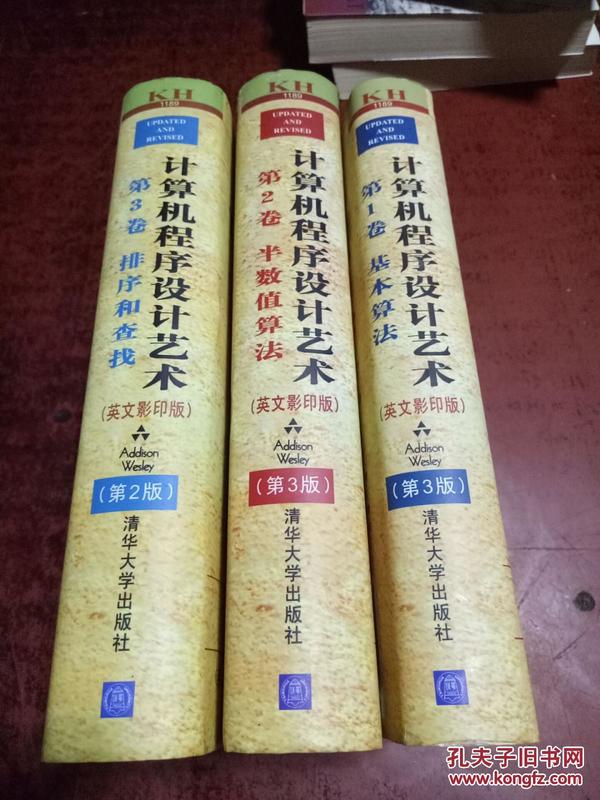 KH
1189
UPDATED
AND
REVISED
计算机程序设计艺术
第3卷 排序和查找
(英文影印版)
Addison
Wesley
(第2版)
清华大学出版社
KH
1189
UPDATED
AND
REVISED
计算机程序设计艺术
第2卷 半数值算法
(英文影印版)
Addison
Wesley
(第3版)
清华大学出版社
KH
1189
UPDATED
AND
REVISED
计算机程序设计艺术
第1卷 基本算法
(英文影印版)
Addison
Wesley
(第3版)
清华大学出版社
孔夫子旧书网
www.kongfz.com